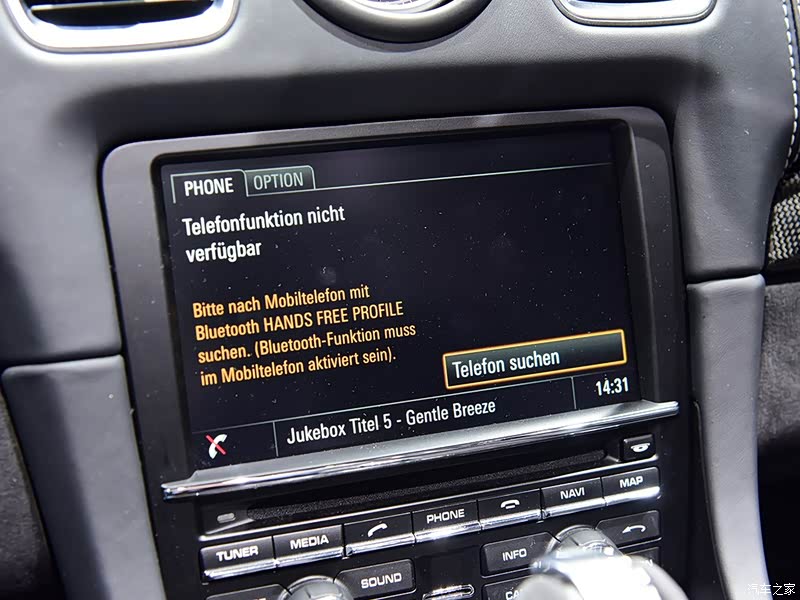 PHONE OPTION
Telefonfunktion nicht
verfügbar
Bitte nach Mobiltelefon mit
Bluetooth HANDS FREE PROFILE
suchen. (Bluetooth-Funktion muss
im Mobiltelefon aktiviert sein).
Telefon suchen
Jukebox Titel 5 - Gentle Breeze
14:31
TUNER MEDIA PHONE NAVI MAP
SOUND INFO
汽车之家